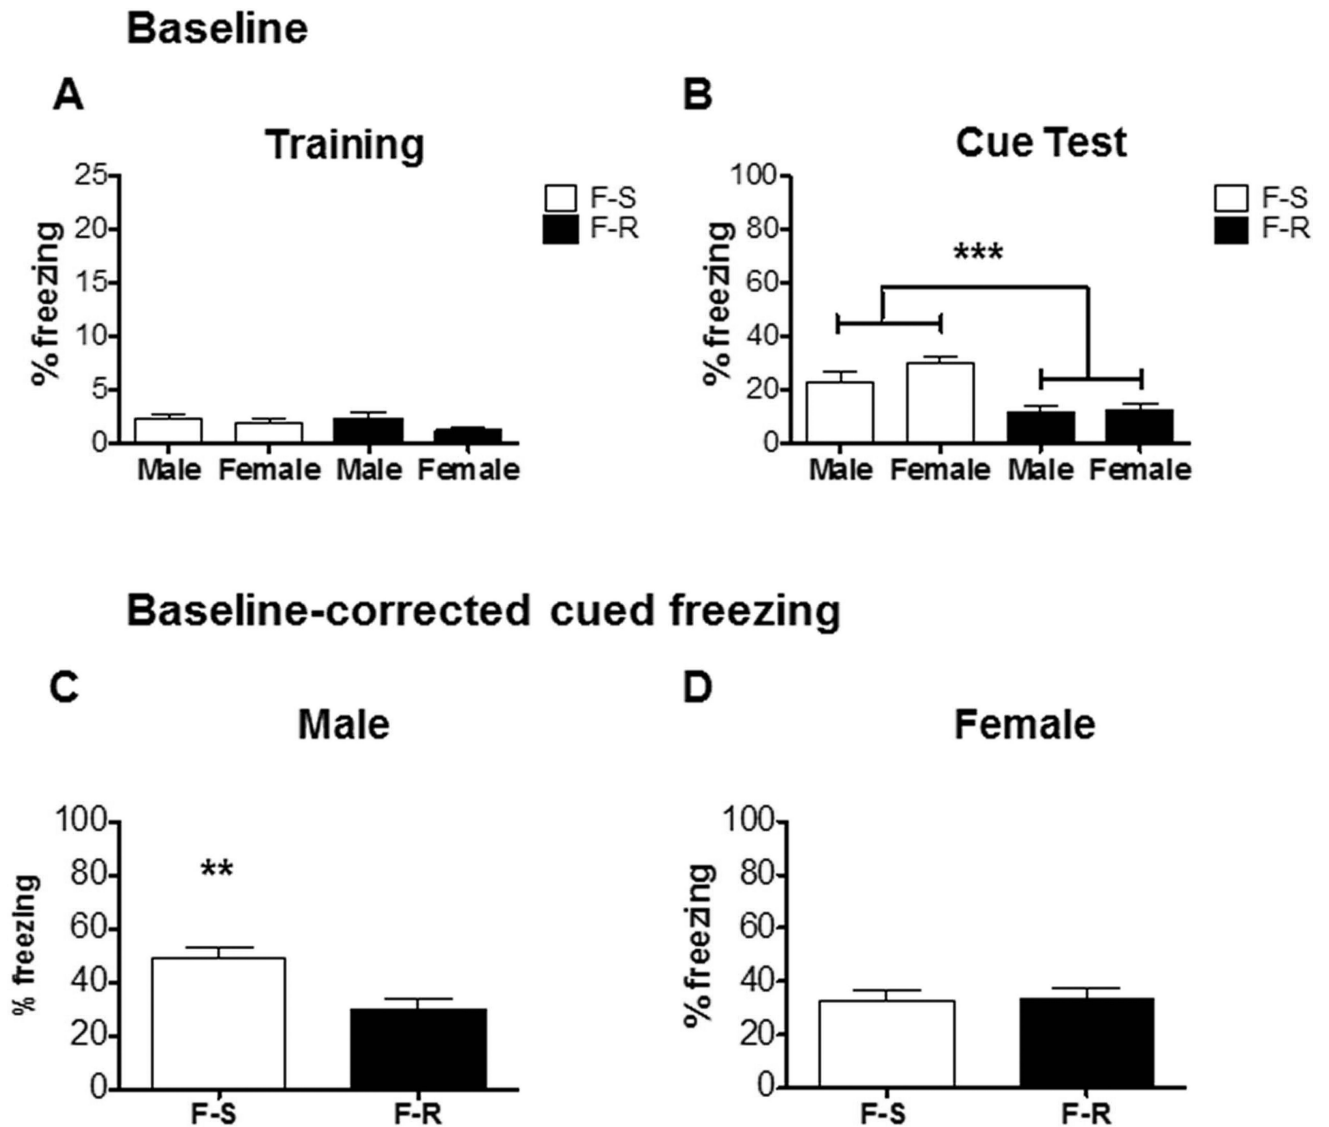 Baseline
A
Training
25
20
15
10
5
0
% freezing
F-S
F-R
Male Female Male Female
B
Cue Test
100
80
60
40
20
0
% freezing
***
F-S
F-R
Male Female Male Female
Baseline-corrected cued freezing
C
Male
100
80
60
40
20
0
% freezing
**
F-S F-R
D
Female
100
80
60
40
20
0
% freezing
F-S F-R